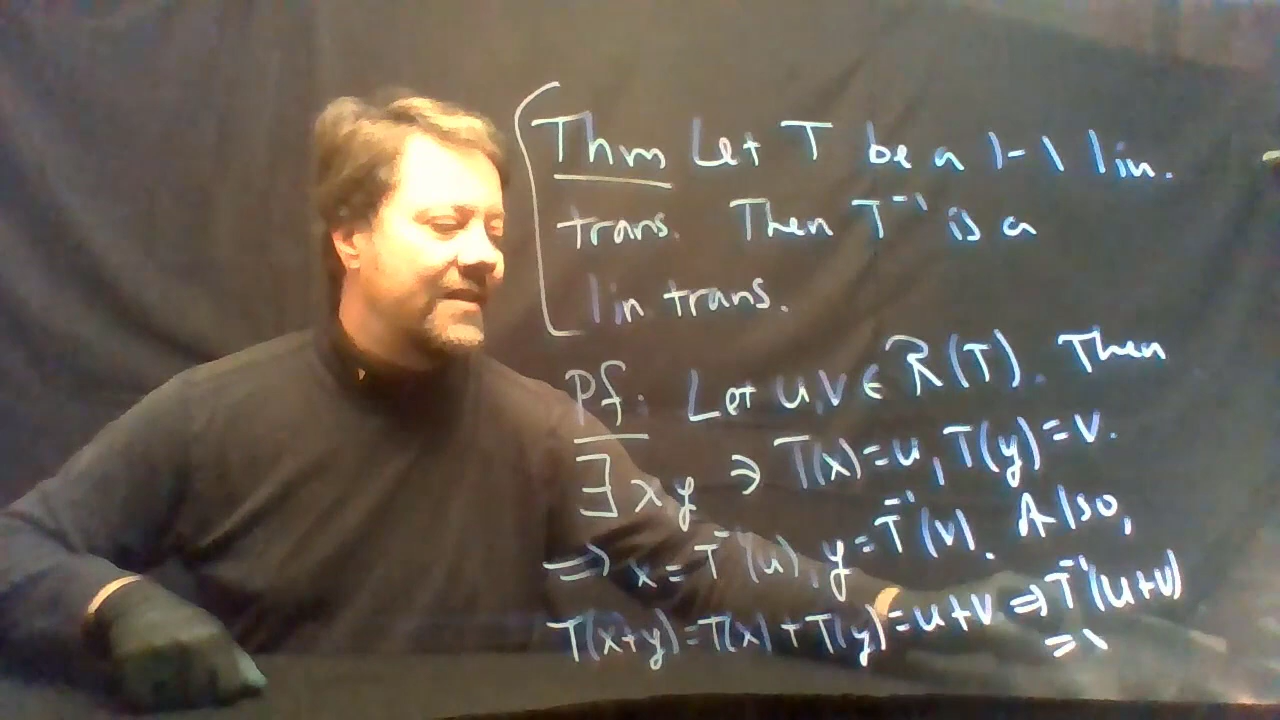 Thm Let T be a 1-1 lin.
trans. Then T⁻¹ is a
lin trans.
Pf. Let u,v ∈ R(T). Then
∃ x y ∋ T(x)=u, T(y)=v.
⇒ x = T⁻¹(u), y = T⁻¹(v). Also,
T(x+y)=T(x)+T(y)=u+v ⇒ T⁻¹(u+v)
=